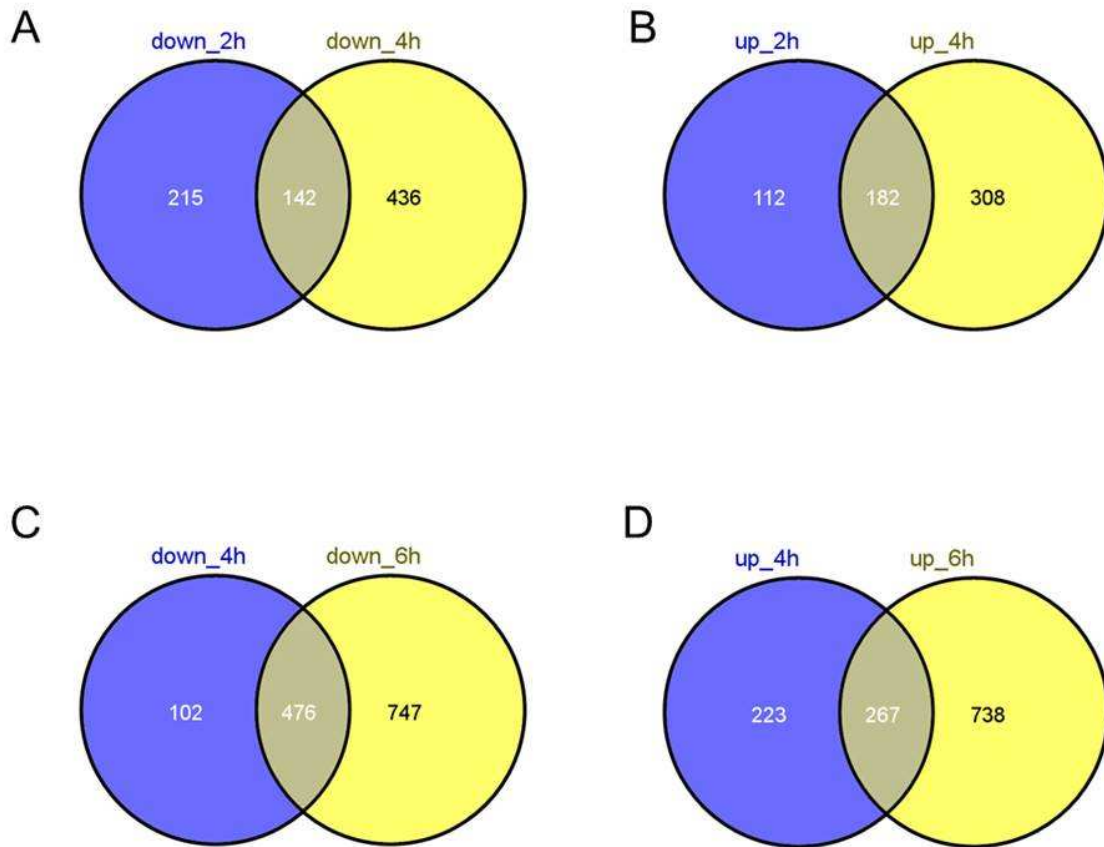 A
down_2h down_4h
215 142 436
B
up_2h up_4h
112 182 308
C
down_4h down_6h
102 476 747
D
up_4h up_6h
223 267 738